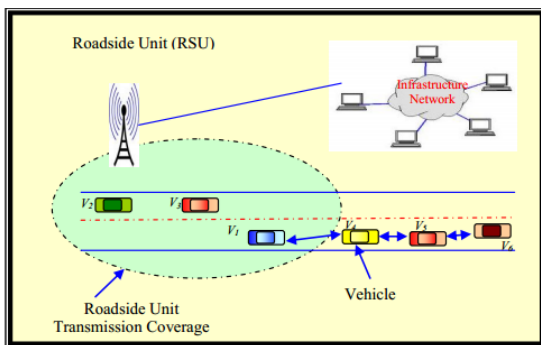 Roadside Unit (RSU)
Infrastructure
Network
V2
V3
V1
V4
V5
V6
Roadside Unit
Transmission Coverage
Vehicle